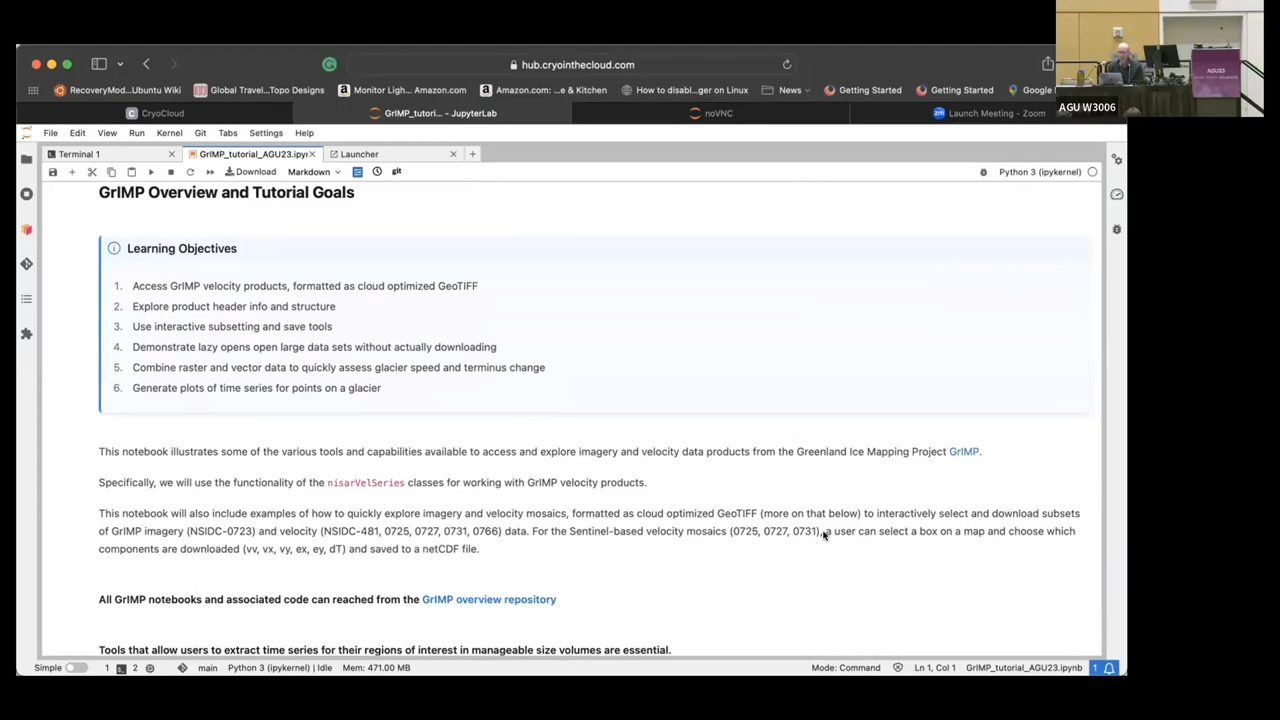 hub.cryointhecloud.com
RecoveryMod...Ubuntu Wiki
Global Travel...Topo Designs
Monitor Ligh... Amazon.com
Amazon.com: ...e & Kitchen
How to disabl...ger on Linux
News
Getting Started
Getting Started
Google
CryoCloud
GrIMP_tutori... - JupyterLab
noVNC
Launch Meeting - Zoom
AGU23
AGU W3006
File Edit View Run Kernel Git Tabs Settings Help
Terminal 1
GrIMP_tutorial_AGU23.ipy
Launcher
Download
Markdown
git
Python 3 (ipykernel)
GrIMP Overview and Tutorial Goals
Learning Objectives
1. Access GrIMP velocity products, formatted as cloud optimized GeoTIFF
2. Explore product header info and structure
3. Use interactive subsetting and save tools
4. Demonstrate lazy opens open large data sets without actually downloading
5. Combine raster and vector data to quickly assess glacier speed and terminus change
6. Generate plots of time series for points on a glacier
This notebook illustrates some of the various tools and capabilities available to access and explore imagery and velocity data products from the Greenland Ice Mapping Project GrIMP.
Specifically, we will use the functionality of the nisarVelSeries classes for working with GrIMP velocity products.
This notebook will also include examples of how to quickly explore imagery and velocity mosaics, formatted as cloud optimized GeoTIFF (more on that below) to interactively select and download subsets
of GrIMP imagery (NSIDC-0723) and velocity (NSIDC-481, 0725, 0727, 0731, 0766) data. For the Sentinel-based velocity mosaics (0725, 0727, 0731), a user can select a box on a map and choose which
components are downloaded (vv, vx, vy, ex, ey, dT) and saved to a netCDF file.
All GrIMP notebooks and associated code can reached from the GrIMP overview repository
Tools that allow users to extract time series for their regions of interest in manageable size volumes are essential.
Simple 1 2 main Python 3 (ipykernel) | Idle Mem: 471.00 MB Mode: Command Ln 1, Col 1 GrIMP_tutorial_AGU23.ipynb 1